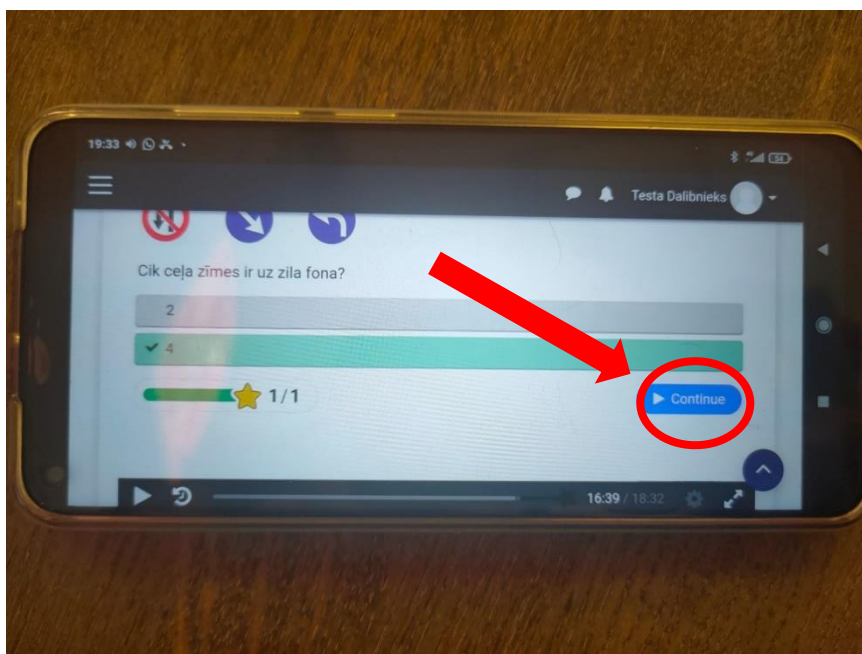 19:33
54
Testa Dalibnieks
Cik ceļa zīmes ir uz zila fona?
2
4
1/1
Continue
16:39 / 18:32